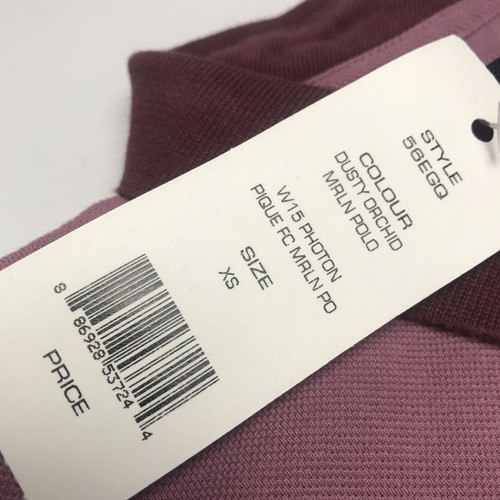 STYLE
56EGQ
COLOUR
DUSTY ORCHID
MRLN POLO
W15 PHOTON
PIQUE FC MRLN PO
SIZE
XS
8 86928 53724 4
PRICE